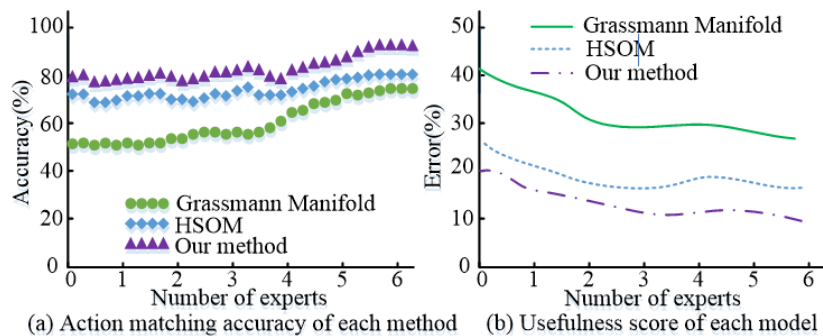 100
80
60
40
20
0
Accuracy(%)
Grassmann Manifold
HSOM
Our method
0 1 2 3 4 5 6
Number of experts
(a) Action matching accuracy of each method
50
40
30
20
10
0
Error(%)
Grassmann Manifold
HSOM
Our method
0 1 2 3 4 5 6
Number of experts
(b) Usefulness score of each model